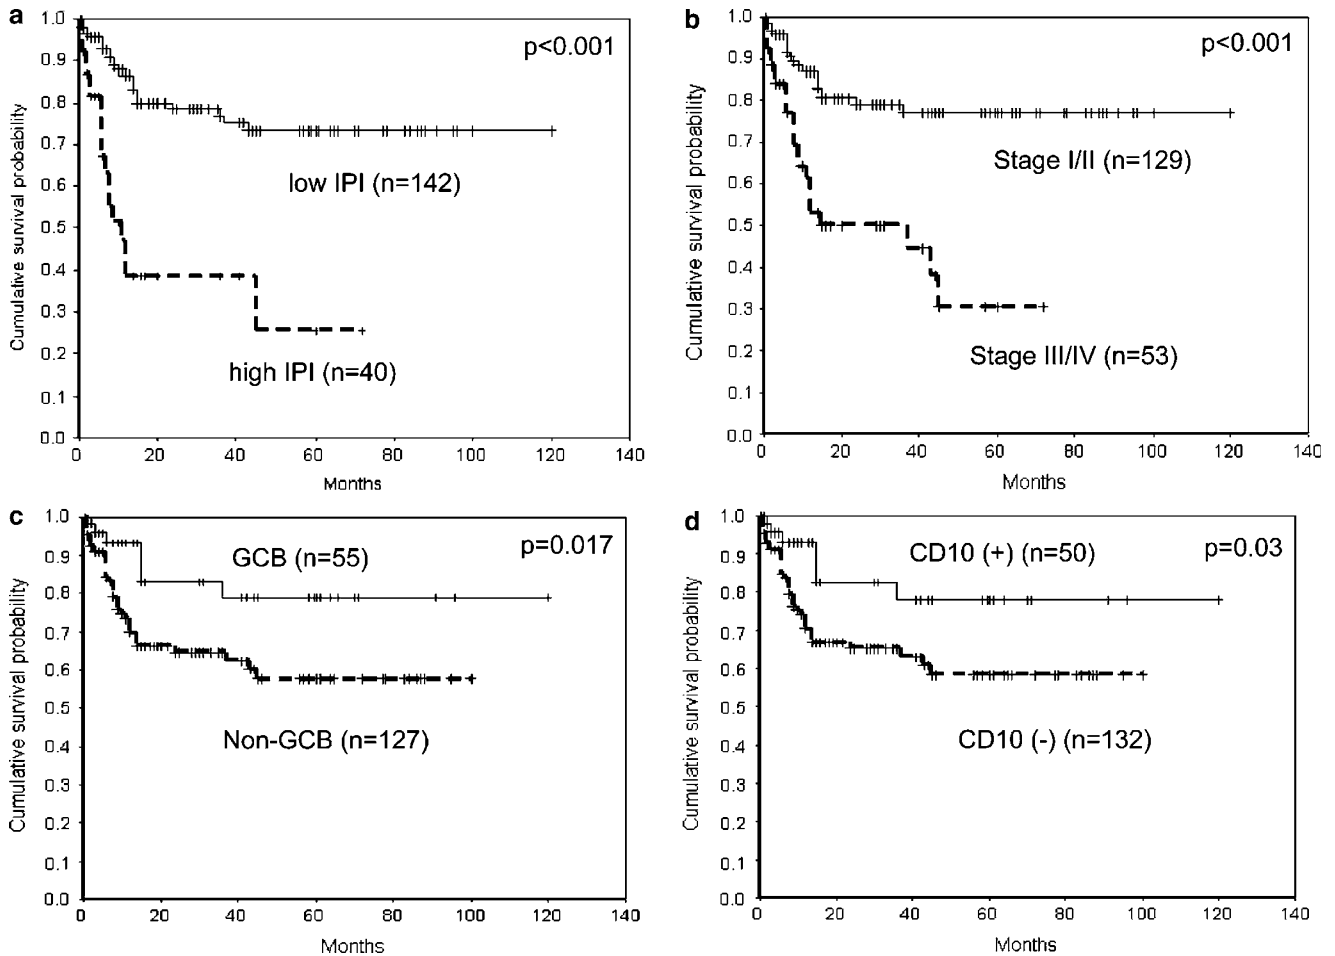 a
1.0
0.9
0.8
0.7
0.6
0.5
0.4
0.3
0.2
0.1
0.0
Cumulative survival probability
p<0.001
low IPI (n=142)
high IPI (n=40)
0 20 40 60 80 100 120 140
Months
b
1.0
0.9
0.8
0.7
0.6
0.5
0.4
0.3
0.2
0.1
0.0
Cumulative survival probability
p<0.001
Stage I/II (n=129)
Stage III/IV (n=53)
0 20 40 60 80 100 120 140
Months
c
1.0
0.9
0.8
0.7
0.6
0.5
0.4
0.3
0.2
0.1
0.0
Cumulative survival probability
GCB (n=55)
p=0.017
Non-GCB (n=127)
0 20 40 60 80 100 120 140
Months
d
1.0
0.9
0.8
0.7
0.6
0.5
0.4
0.3
0.2
0.1
0.0
Cumulative survival probability
CD10 (+) (n=50)
p=0.03
CD10 (-) (n=132)
0 20 40 60 80 100 120 140
Months